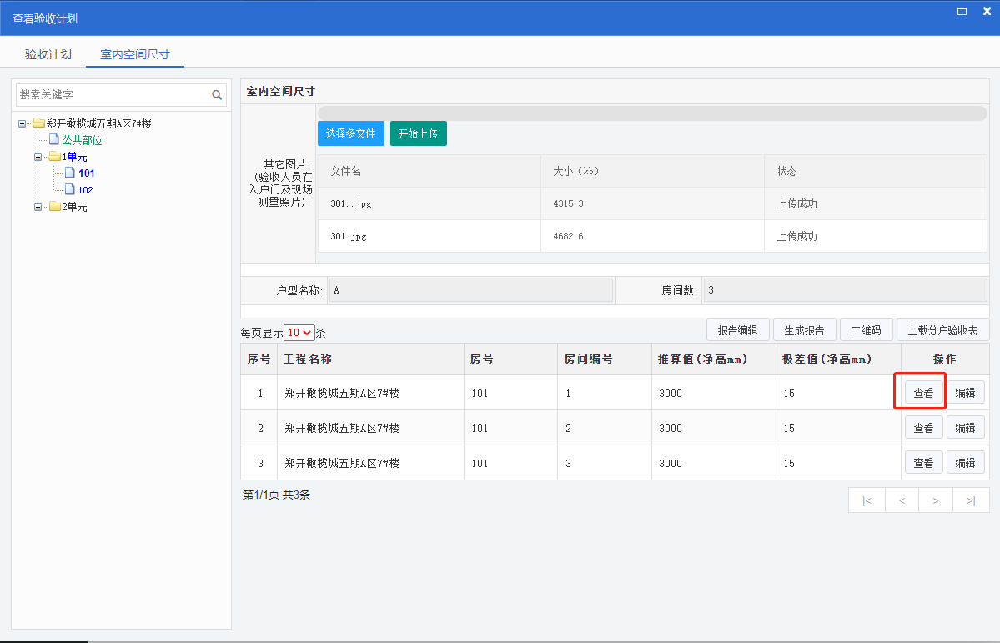 查看验收计划
验收计划
室内空间尺寸
搜索关键字
郑开橄榄城五期A区7#楼
公共部位
1单元
101
102
2单元
室内空间尺寸
其它图片:
(验收人员在
入户门及现场
测量照片):
选择多文件
开始上传
文件名 大小（kb） 状态
301..jpg 4315.3 上传成功
301.jpg 4682.6 上传成功
户型名称: A 房间数: 3
每页显示 10 条
报告编辑 生成报告 二维码 上载分户验收表
序号 工程名称 房号 房间编号 推算值(净高mm) 极差值(净高mm) 操作
1 郑开橄榄城五期A区7#楼 101 1 3000 15 查看 编辑
2 郑开橄榄城五期A区7#楼 101 2 3000 15 查看 编辑
3 郑开橄榄城五期A区7#楼 101 3 3000 15 查看 编辑
第1/1页 共3条
|< < > >|